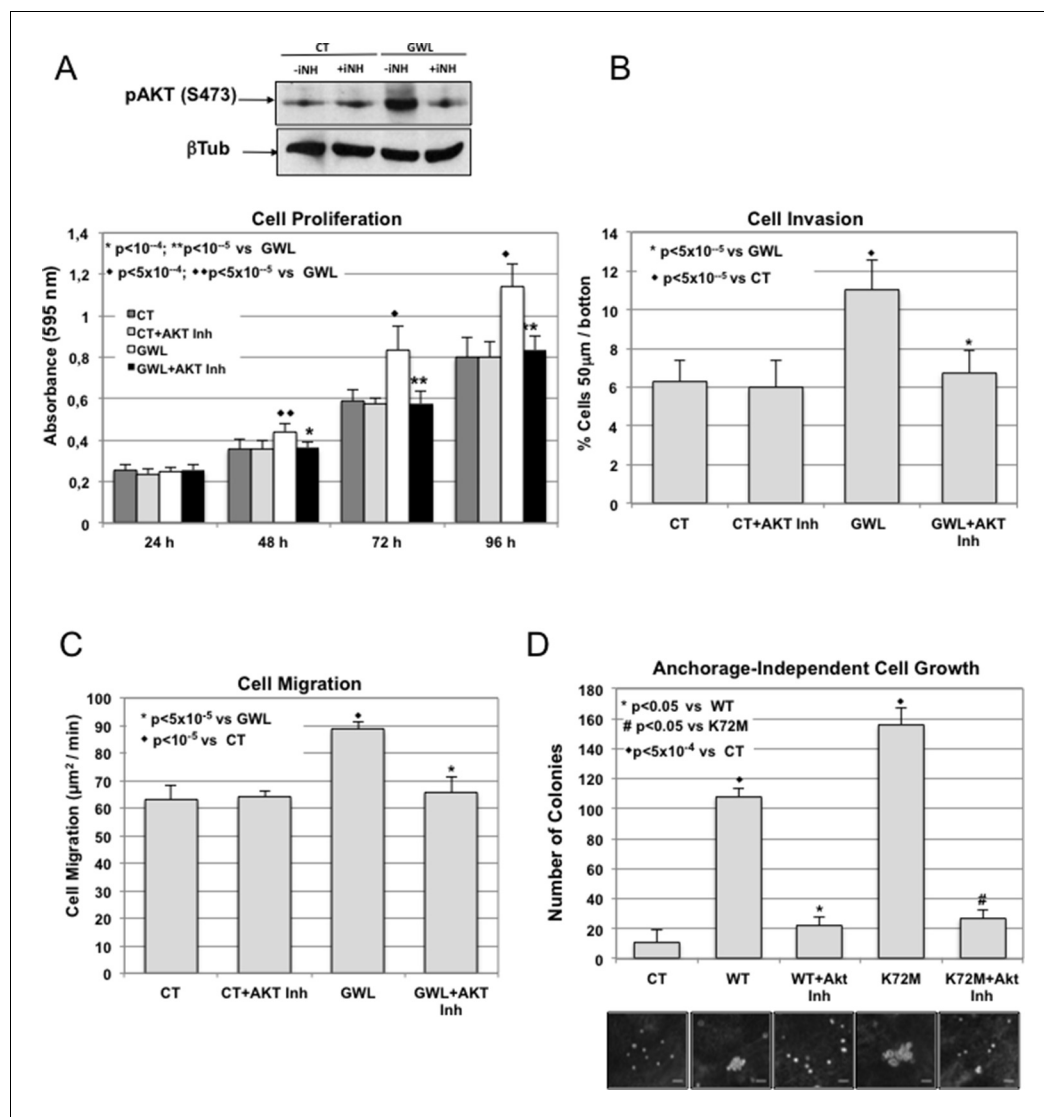 A
CT GWL
-iNH +iNH -iNH +iNH
pAKT (S473)
βTub
Cell Proliferation
* p<10⁻⁴; **p<10⁻⁵ vs GWL
◆ p<5x10⁻⁴; ◆◆p<5x10⁻⁵ vs GWL
CT
CT+AKT Inh
GWL
GWL+AKT Inh
Absorbance (595 nm)
1,4
1,2
1
0,8
0,6
0,4
0,2
0
◆◆
*
◆
**
◆
**
24 h 48 h 72 h 96 h
B
Cell Invasion
* p<5x10⁻⁵ vs GWL
◆ p<5x10⁻⁵ vs CT
% Cells 50μm / botton
14
12
10
8
6
4
2
0
◆
*
CT CT+AKT Inh GWL GWL+AKT
Inh
C
Cell Migration
* p<5x10⁻⁵ vs GWL
◆ p<10⁻⁵ vs CT
Cell Migration (μm² / min)
100
90
80
70
60
50
40
30
20
10
0
◆
*
CT CT+AKT Inh GWL GWL+AKT
Inh
D
Anchorage-Independent Cell Growth
* p<0.05 vs WT
# p<0.05 vs K72M
◆p<5x10⁻⁴ vs CT
Number of Colonies
180
160
140
120
100
80
60
40
20
0
◆
*
◆
#
CT WT WT+Akt K72M K72M+Akt
Inh Inh